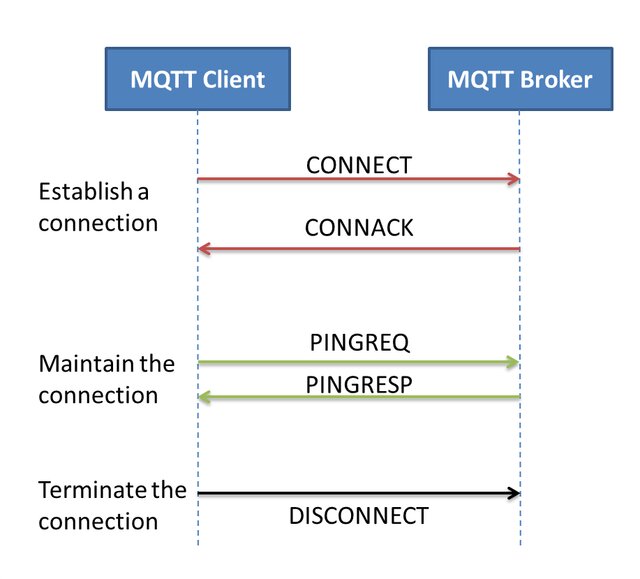 MQTT Client
MQTT Broker
CONNECT
Establish a
connection
CONNACK
PINGREQ
Maintain the
connection
PINGRESP
Terminate the
connection
DISCONNECT